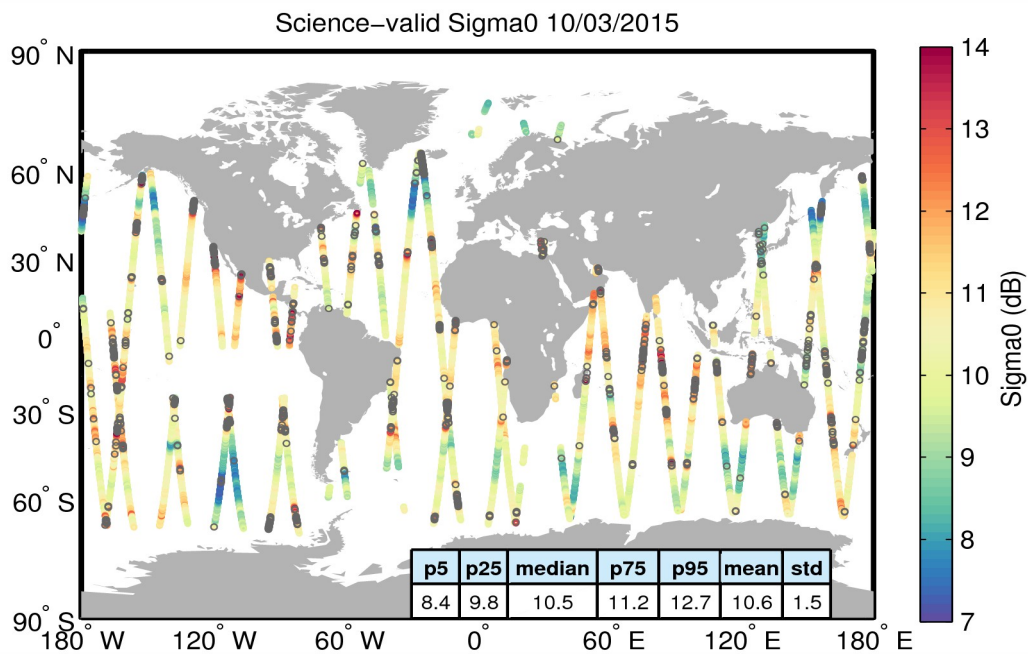 Science−valid Sigma0 10/03/2015
90° N
60° N
30° N
0°
30° S
60° S
90° S
180° W
120° W
60° W
0°
60° E
120° E
180° E
p5 p25 median p75 p95 mean std
8.4 9.8 10.5 11.2 12.7 10.6 1.5
14
13
12
11
10
9
8
7
Sigma0 (dB)